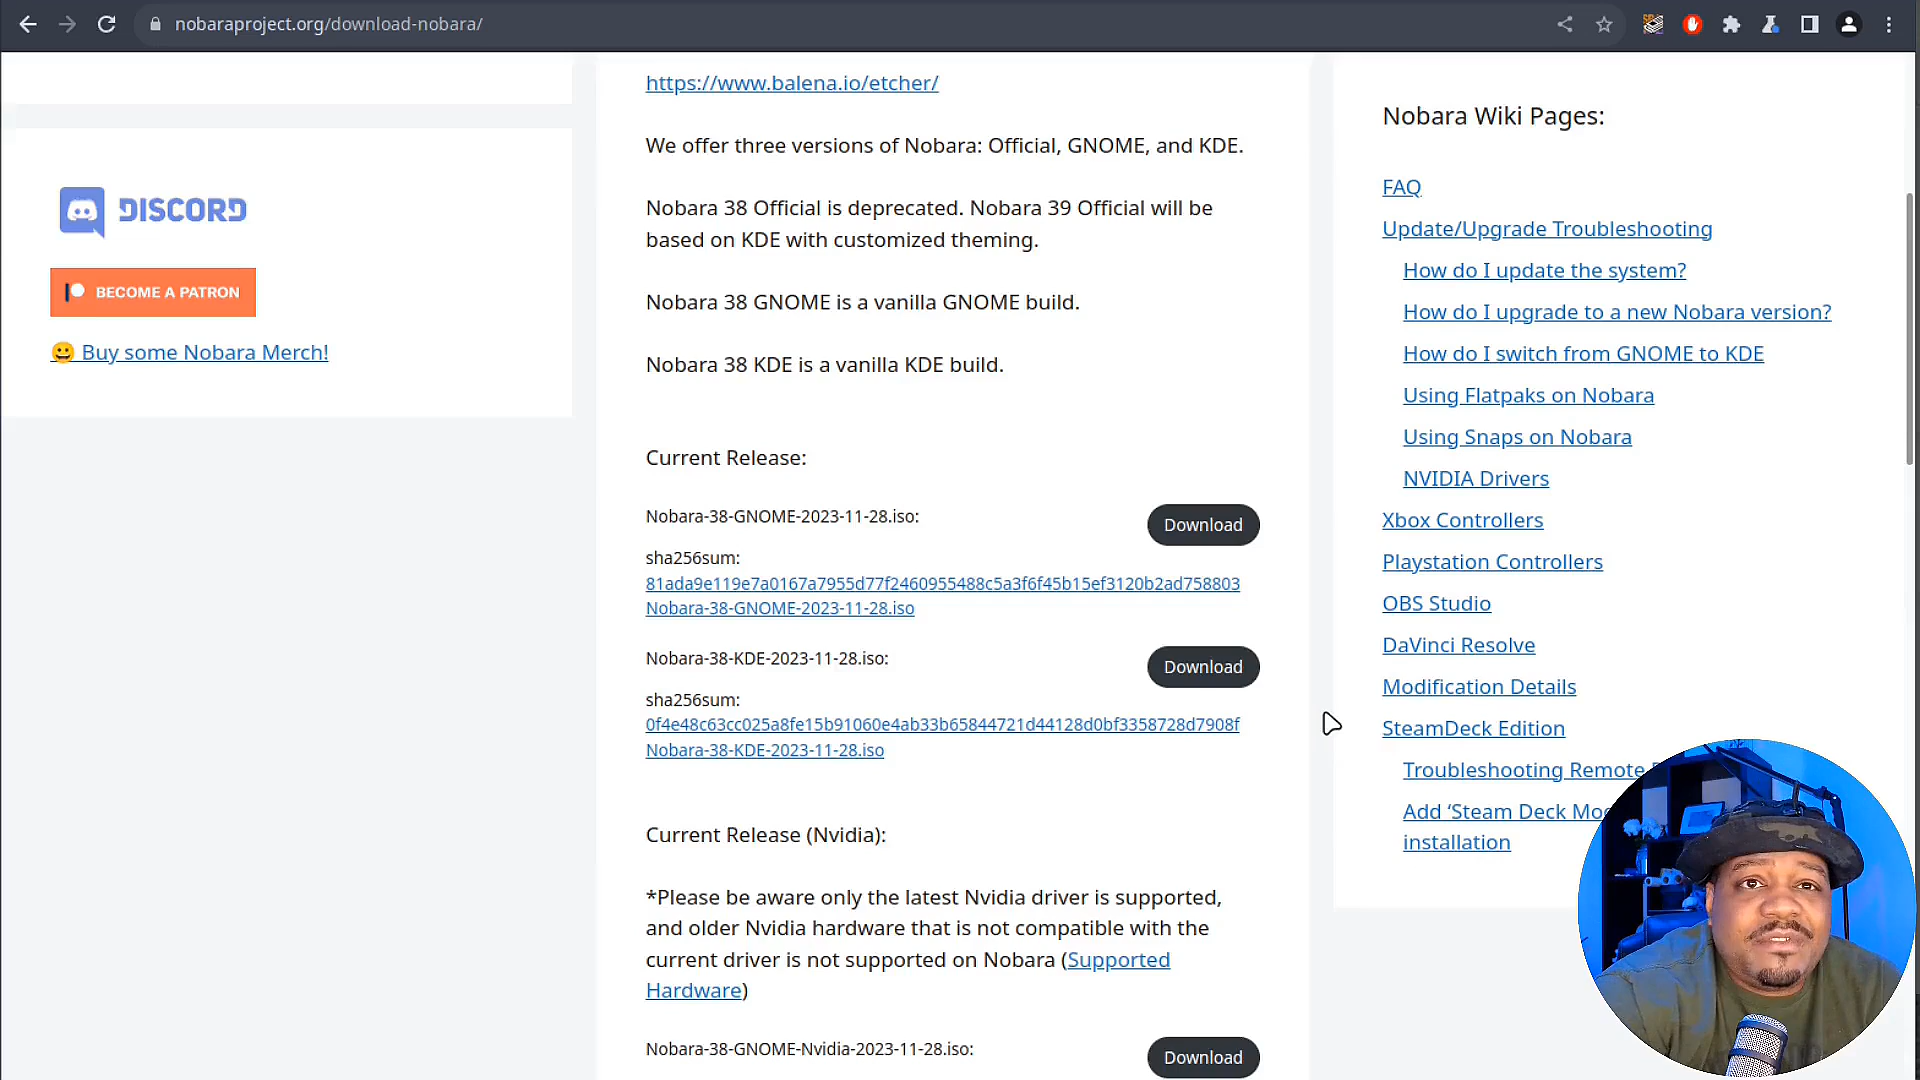 nobaraproject.org/download-nobara/
DISCORD
BECOME A PATRON
Buy some Nobara Merch!
https://www.balena.io/etcher/
We offer three versions of Nobara: Official, GNOME, and KDE.
Nobara 38 Official is deprecated. Nobara 39 Official will be
based on KDE with customized theming.
Nobara 38 GNOME is a vanilla GNOME build.
Nobara 38 KDE is a vanilla KDE build.
Current Release:
Nobara-38-GNOME-2023-11-28.iso:
Download
sha256sum:
81ada9e119e7a0167a7955d77f2460955488c5a3f6f45b15ef3120b2ad758803
Nobara-38-GNOME-2023-11-28.iso
Nobara-38-KDE-2023-11-28.iso:
Download
sha256sum:
0f4e48c63cc025a8fe15b91060e4ab33b65844721d44128d0bf3358728d7908f
Nobara-38-KDE-2023-11-28.iso
Current Release (Nvidia):
*Please be aware only the latest Nvidia driver is supported,
and older Nvidia hardware that is not compatible with the
current driver is not supported on Nobara (Supported
Hardware)
Nobara-38-GNOME-Nvidia-2023-11-28.iso:
Download
Nobara Wiki Pages:
FAQ
Update/Upgrade Troubleshooting
How do I update the system?
How do I upgrade to a new Nobara version?
How do I switch from GNOME to KDE
Using Flatpaks on Nobara
Using Snaps on Nobara
NVIDIA Drivers
Xbox Controllers
Playstation Controllers
OBS Studio
DaVinci Resolve
Modification Details
SteamDeck Edition
Troubleshooting Remote
Add ‘Steam Deck
installation